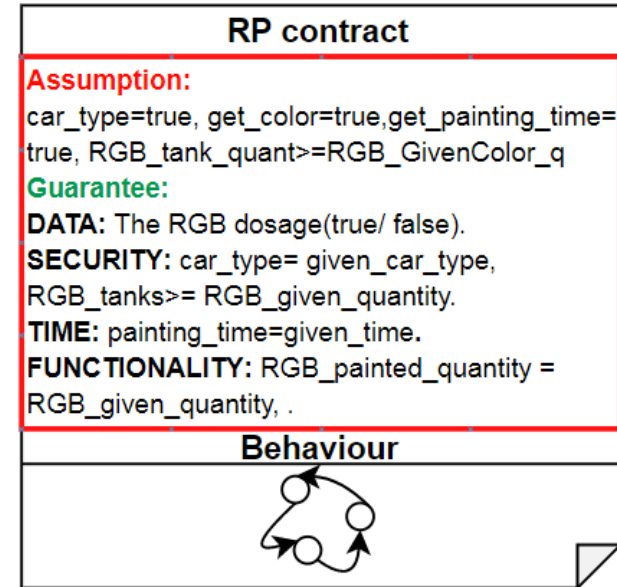 RP contract
Assumption:
car_type=true, get_color=true,get_painting_time=
true, RGB_tank_quant>=RGB_GivenColor_q
Guarantee:
DATA: The RGB dosage(true/ false).
SECURITY: car_type= given_car_type,
RGB_tanks>= RGB_given_quantity.
TIME: painting_time=given_time.
FUNCTIONALITY: RGB_painted_quantity =
RGB_given_quantity, .
Behaviour